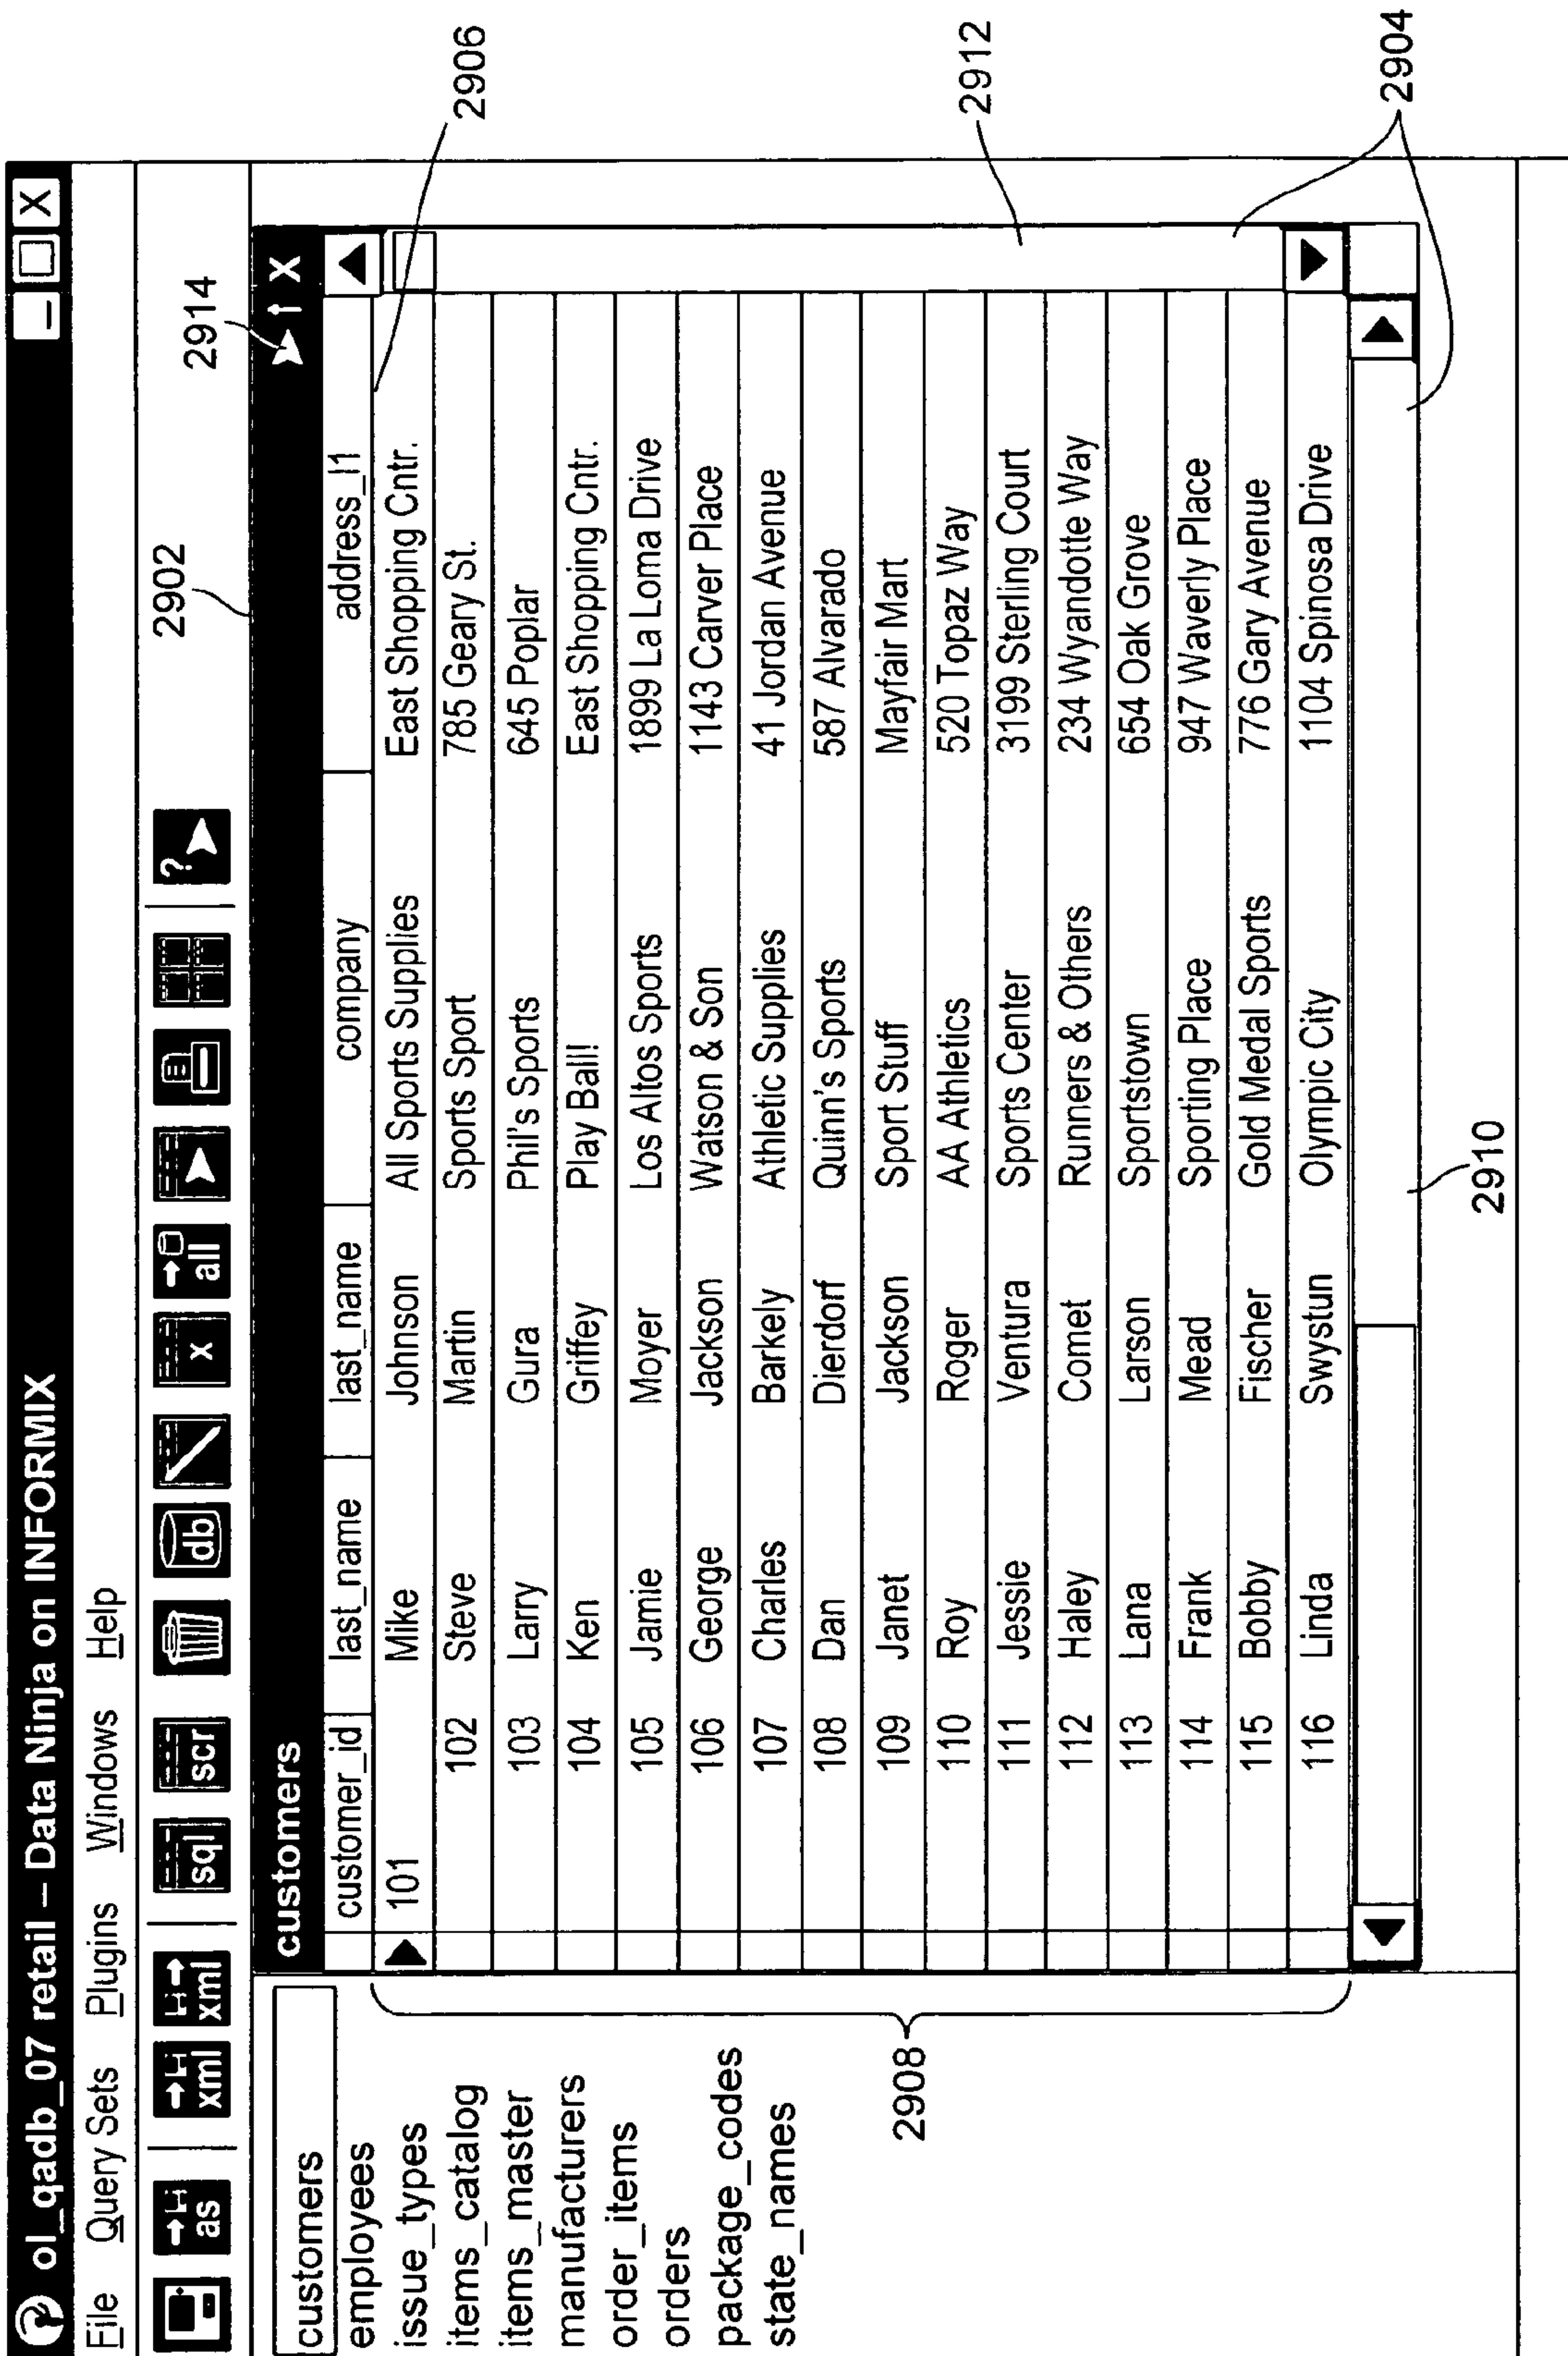 ol_qadb_07 retail – Data Ninja on INFORMIX _ □ X
File Query Sets Plugins Windows Help
as xml xml sql scr db x all ?
2902
2914
customers X
customers
employees
issue_types
items_catalog
items_master
manufacturers
order_items
orders
package_codes
state_names
customer_id last_name last_name company address_l1
101 Mike Johnson All Sports Supplies East Shopping Cntr.
102 Steve Martin Sports Sport 785 Geary St.
103 Larry Gura Phil's Sports 645 Poplar
104 Ken Griffey Play Ball! East Shopping Cntr.
105 Jamie Moyer Los Altos Sports 1899 La Loma Drive
106 George Jackson Watson & Son 1143 Carver Place
107 Charles Barkely Athletic Supplies 41 Jordan Avenue
108 Dan Dierdorf Quinn's Sports 587 Alvarado
109 Janet Jackson Sport Stuff Mayfair Mart
110 Roy Roger AA Athletics 520 Topaz Way
111 Jessie Ventura Sports Center 3199 Sterling Court
112 Haley Comet Runners & Others 234 Wyandotte Way
113 Lana Larson Sportstown 654 Oak Grove
114 Frank Mead Sporting Place 947 Waverly Place
115 Bobby Fischer Gold Medal Sports 776 Gary Avenue
116 Linda Swystun Olympic City 1104 Spinosa Drive
2906
2908
2912
2904
2910